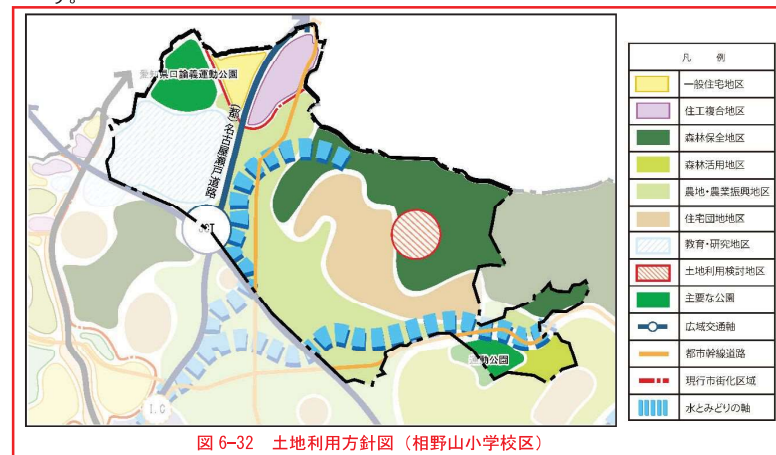 す。
愛知県口論義運動公園
(都)名古屋瀬戸道路
JCT
I.C
運動公園
凡 例
一般住宅地区
住工複合地区
森林保全地区
森林活用地区
農地・農業振興地区
住宅団地地区
教育・研究地区
土地利用検討地区
主要な公園
広域交通軸
都市幹線道路
現行市街化区域
水とみどりの軸
図 6-32 土地利用方針図（相野山小学校区）